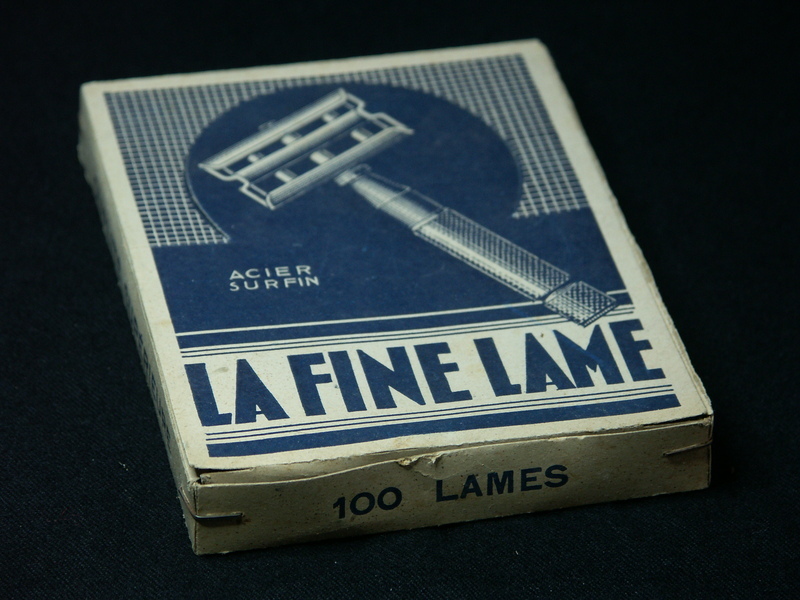 ACIER
SURFIN
LA FINE LAME
100 LAMES